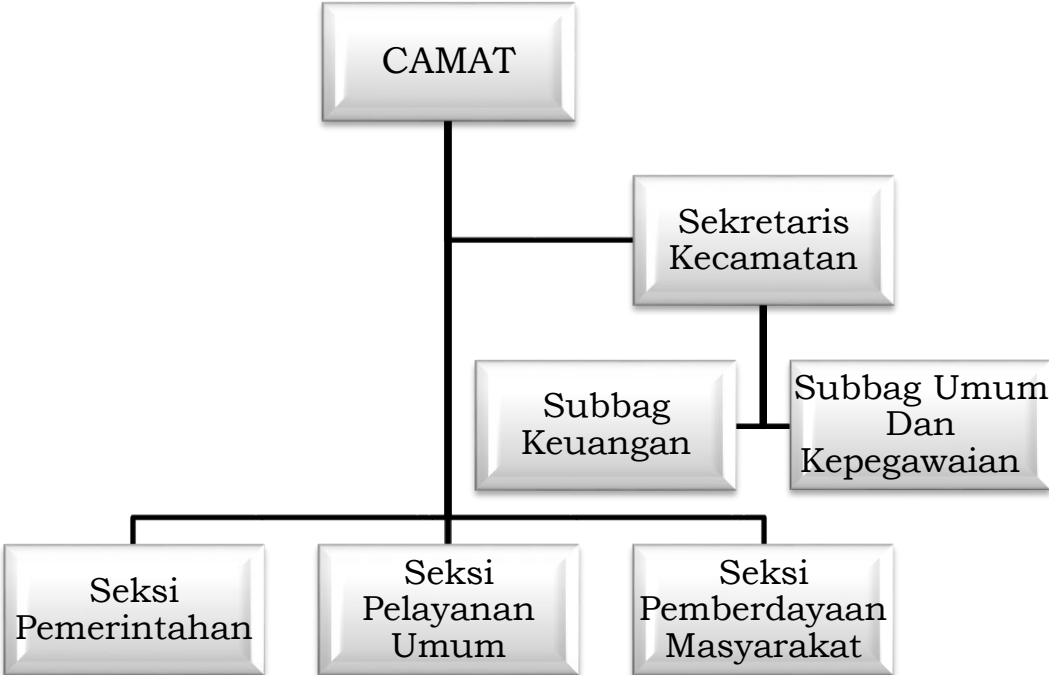 CAMAT
Sekretaris
Kecamatan
Subbag
Keuangan
Subbag Umum
Dan
Kepegawaian
Seksi
Pemerintahan
Seksi
Pelayanan
Umum
Seksi
Pemberdayaan
Masyarakat